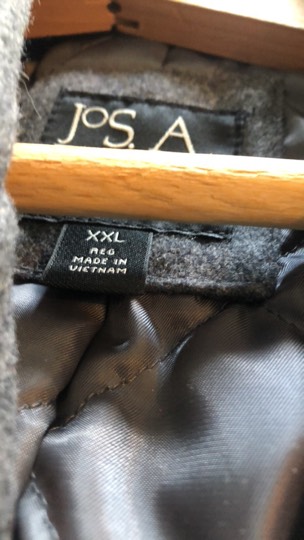 JOS. A
XXL
REG
MADE IN
VIETNAM